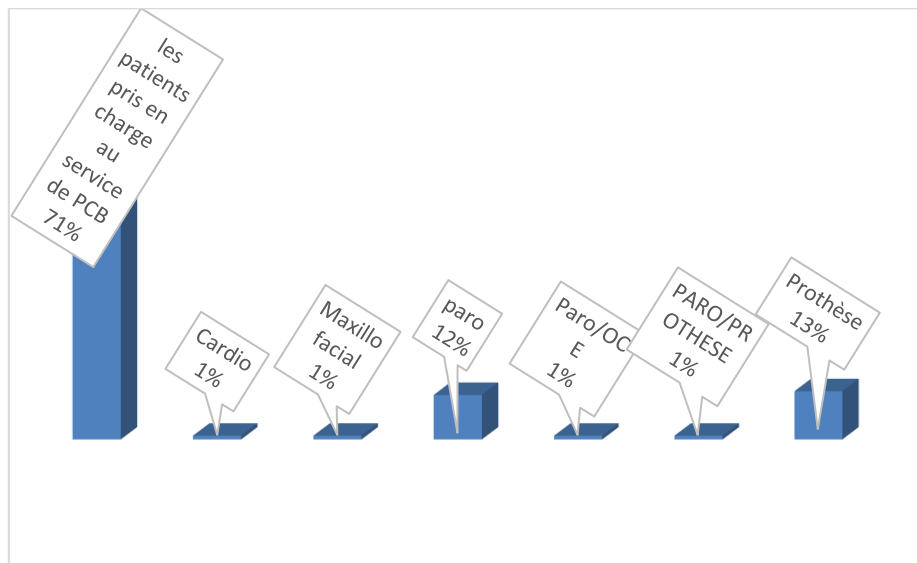 les
patients
pris en
charge
au
service
de PCB
71%
Cardio
1%
Maxillo
facial
1%
paro
12%
Paro/OC
E
1%
PARO/PR
OTHESE
1%
Prothèse
13%